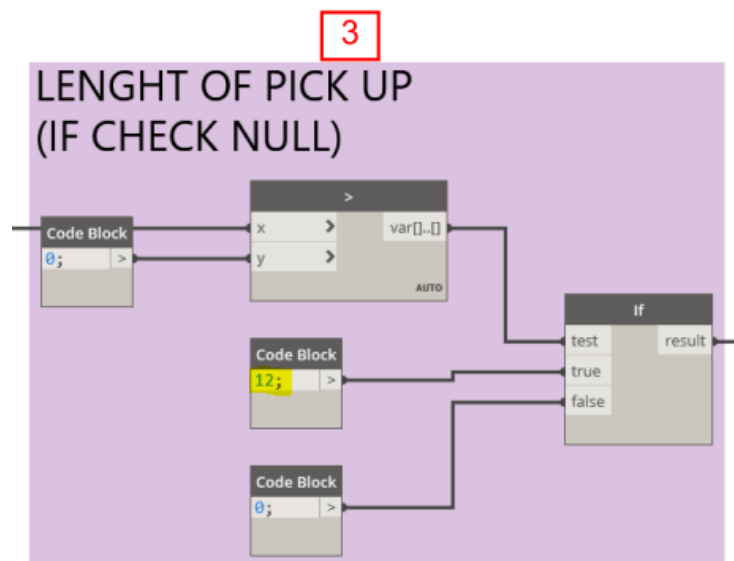 3
LENGHT OF PICK UP
(IF CHECK NULL)
>
Code Block
x > var[]..[]
0; >
y >
AUTO
If
test result
Code Block
12; >
true
false
Code Block
0; >